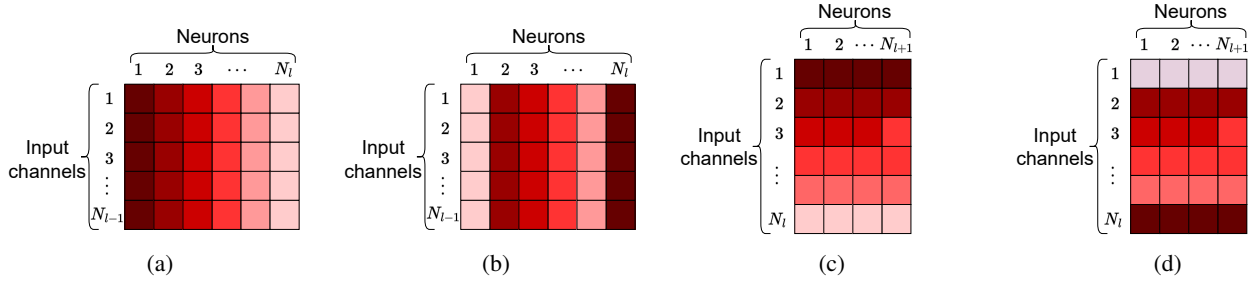 Neurons
1 2 3 ⋯ N_l
Input
channels
1
2
3
⋮
N_{l-1}
(a)
Neurons
1 2 3 ⋯ N_l
Input
channels
1
2
3
⋮
N_{l-1}
(b)
Neurons
1 2 ⋯ N_{l+1}
Input
channels
1
2
3
⋮
N_l
(c)
Neurons
1 2 ⋯ N_{l+1}
Input
channels
1
2
3
⋮
N_l
(d)